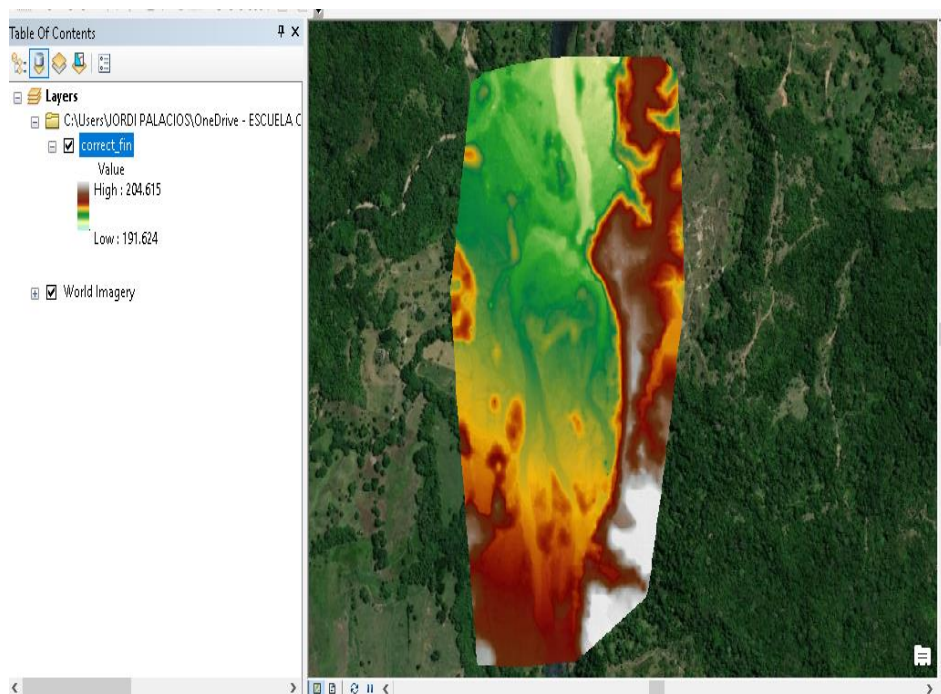 Table Of Contents
Layers
C:\Users\JORDI PALACIOS\OneDrive - ESCUELA C
correct_fin
Value
High : 204.615
Low : 191.624
World Imagery